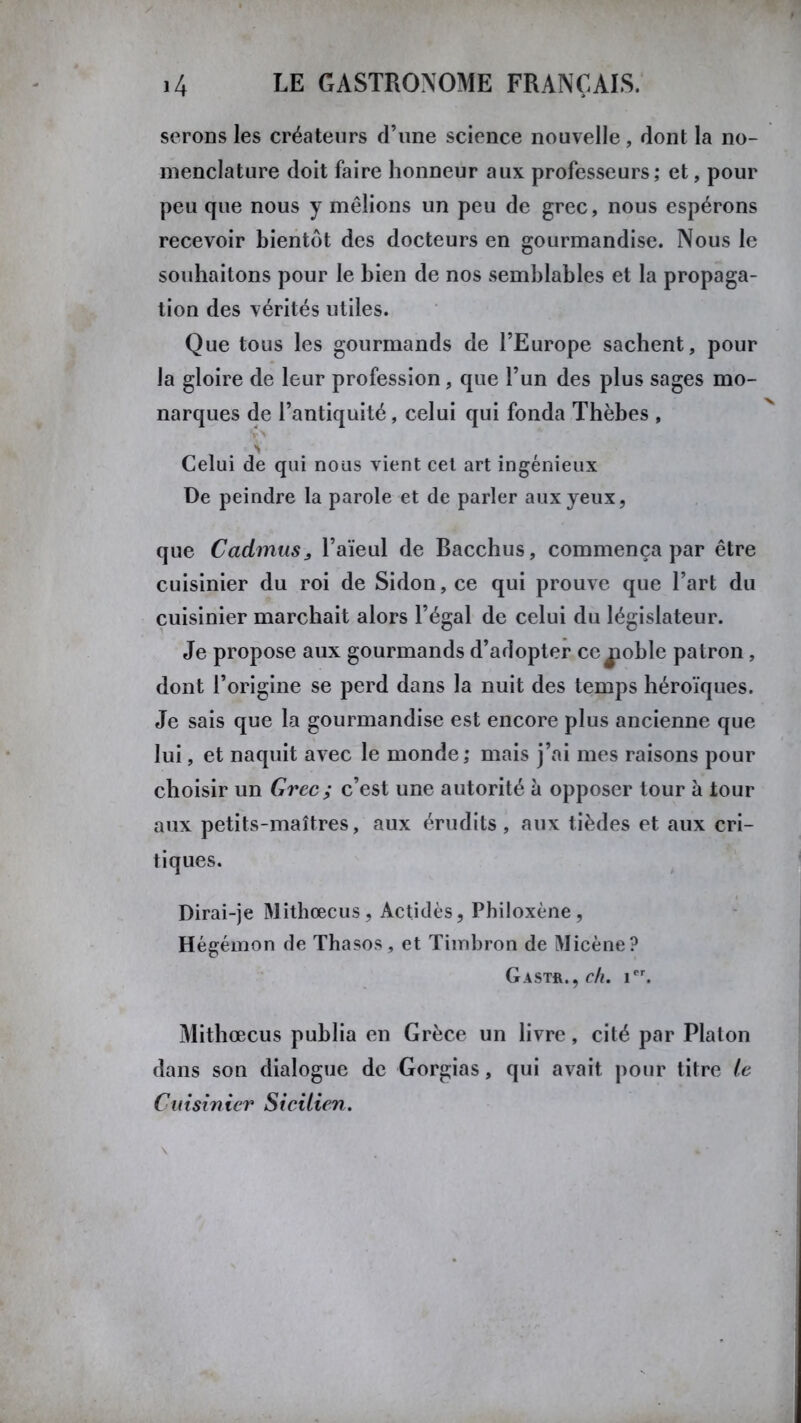 14 LE GASTRONOME FRANÇAIS.
serons les créateurs d'une science nouvelle, dont la no-
menclature doit faire honneur aux professeurs; et, pour
peu que nous y mêlions un peu de grec, nous espérons
recevoir bientôt des docteurs en gourmandise. Nous le
souhaitons pour le bien de nos semblables et la propaga-
tion des vérités utiles.
Que tous les gourmands de l'Europe sachent, pour
la gloire de leur profession, que l'un des plus sages mo-
narques de l'antiquité, celui qui fonda Thèbes,
Celui de qui nous vient cet art ingénieux
De peindre la parole et de parler aux yeux,
que Cadmus, l'aïeul de Bacchus, commença par être
cuisinier du roi de Sidon, ce qui prouve que l'art du
cuisinier marchait alors l'égal de celui du législateur.
Je propose aux gourmands d'adopter ce noble patron,
dont l'origine se perd dans la nuit des temps héroïques.
Je sais que la gourmandise est encore plus ancienne que
lui, et naquit avec le monde; mais j'ai mes raisons pour
choisir un Grec; c'est une autorité à opposer tour à tour
aux petits-maîtres, aux érudits, aux tièdes et aux cri-
tiques.
Dirai-je Mithœcus, Actidès, Philoxène,
Hégémon de Thasos, et Timbron de Micène?
GASTR., ch. 1er.
Mithœcus publia en Grèce un livre, cité par Platon
dans son dialogue de Gorgias, qui avait pour titre le
Cuisinier Sicilien.